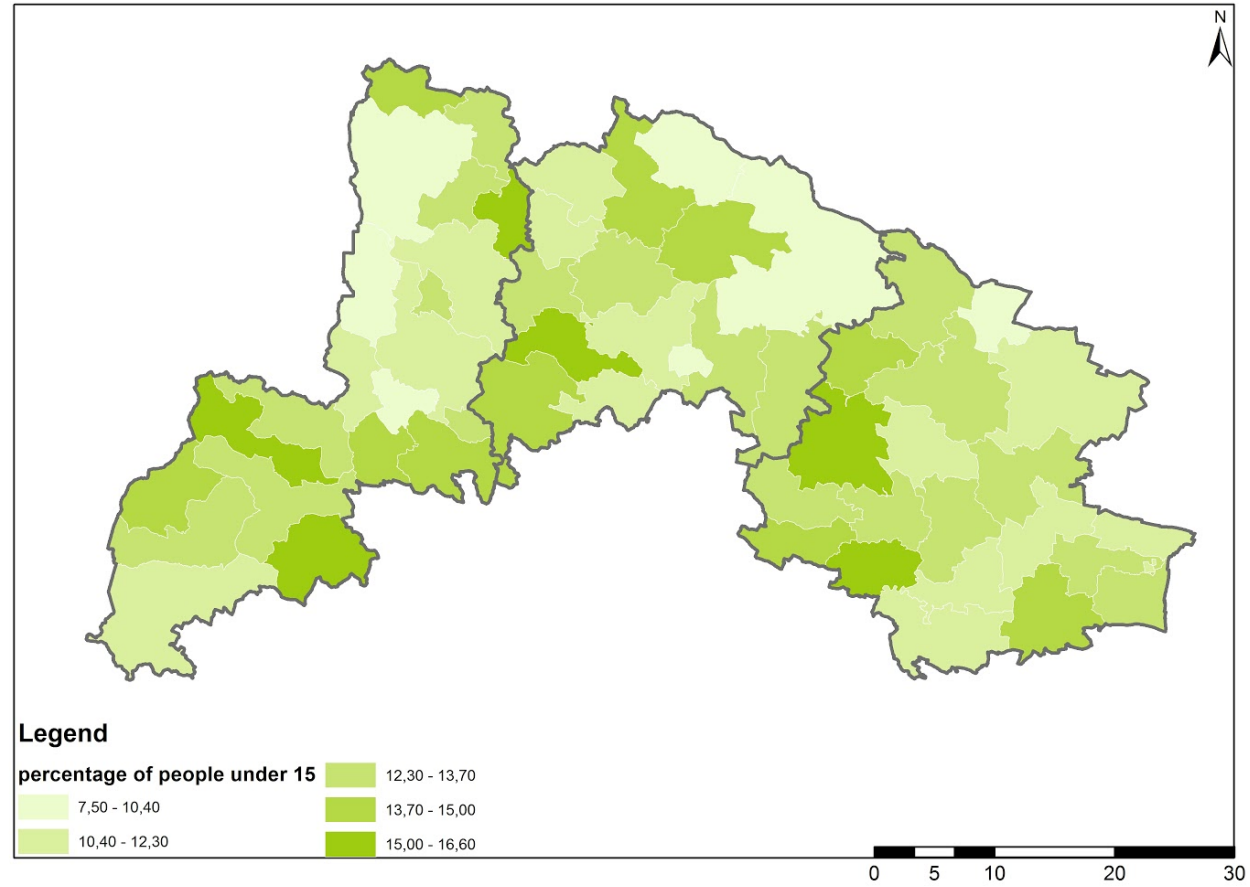 N
Legend
percentage of people under 15
7,50 - 10,40
10,40 - 12,30
12,30 - 13,70
13,70 - 15,00
15,00 - 16,60
0 5 10 20 30